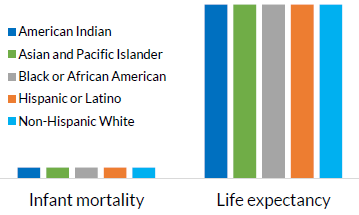 American Indian
Asian and Pacific Islander
Black or African American
Hispanic or Latino
Non-Hispanic White
Infant mortality
Life expectancy